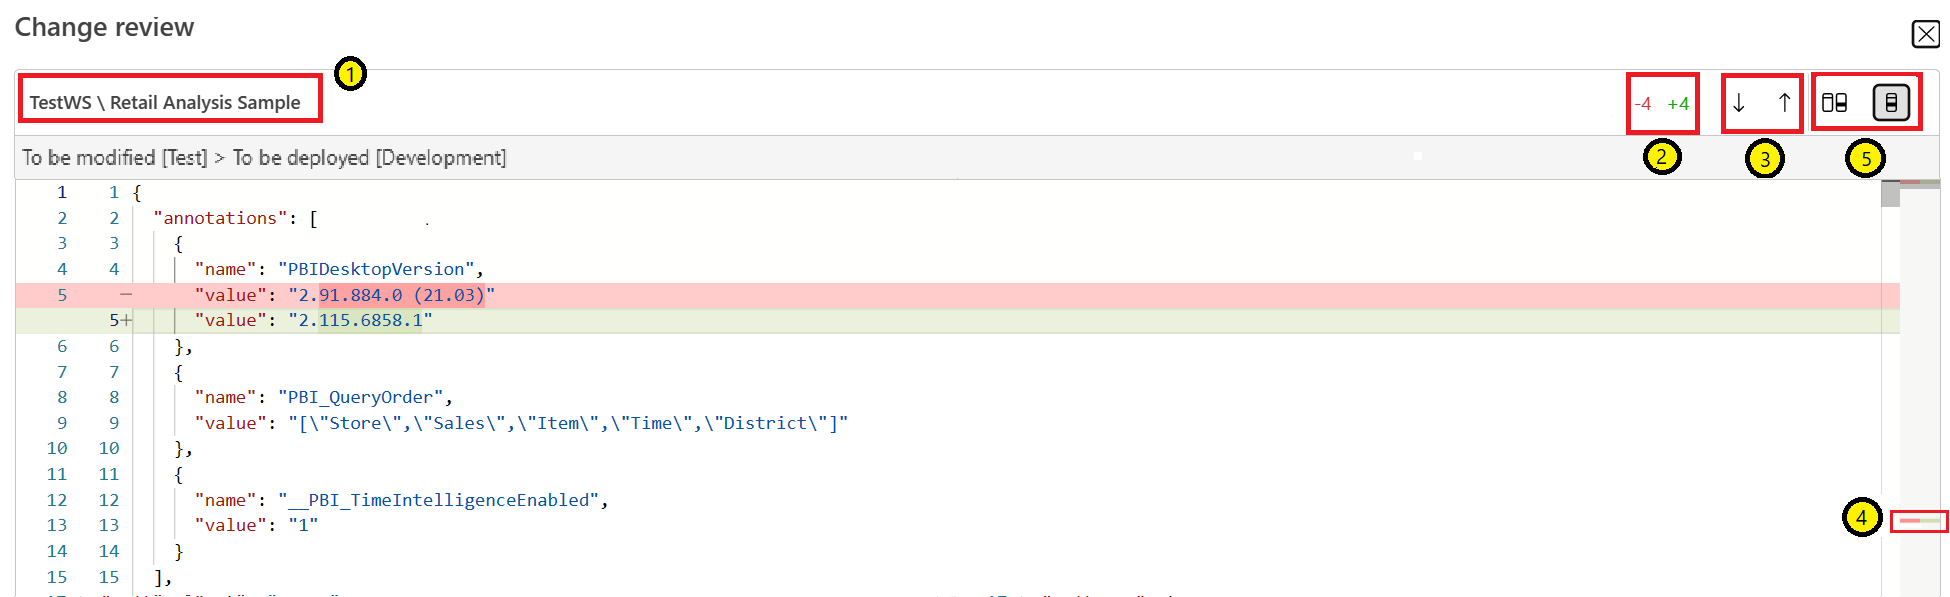 Change review
1
TestWS \ Retail Analysis Sample
-4 +4
2
3
5
To be modified [Test] > To be deployed [Development]
1 1 {
2 2 "annotations": [
3 3 {
4 4 "name": "PBIDesktopVersion",
5 − "value": "2.91.884.0 (21.03)"
5+ "value": "2.115.6858.1"
6 6 },
7 7 {
8 8 "name": "PBI_QueryOrder",
9 9 "value": "[\"Store\",\"Sales\",\"Item\",\"Time\",\"District\"]"
10 10 },
11 11 {
12 12 "name": "__PBI_TimeIntelligenceEnabled",
13 13 "value": "1"
4
14 14 }
15 15 ],